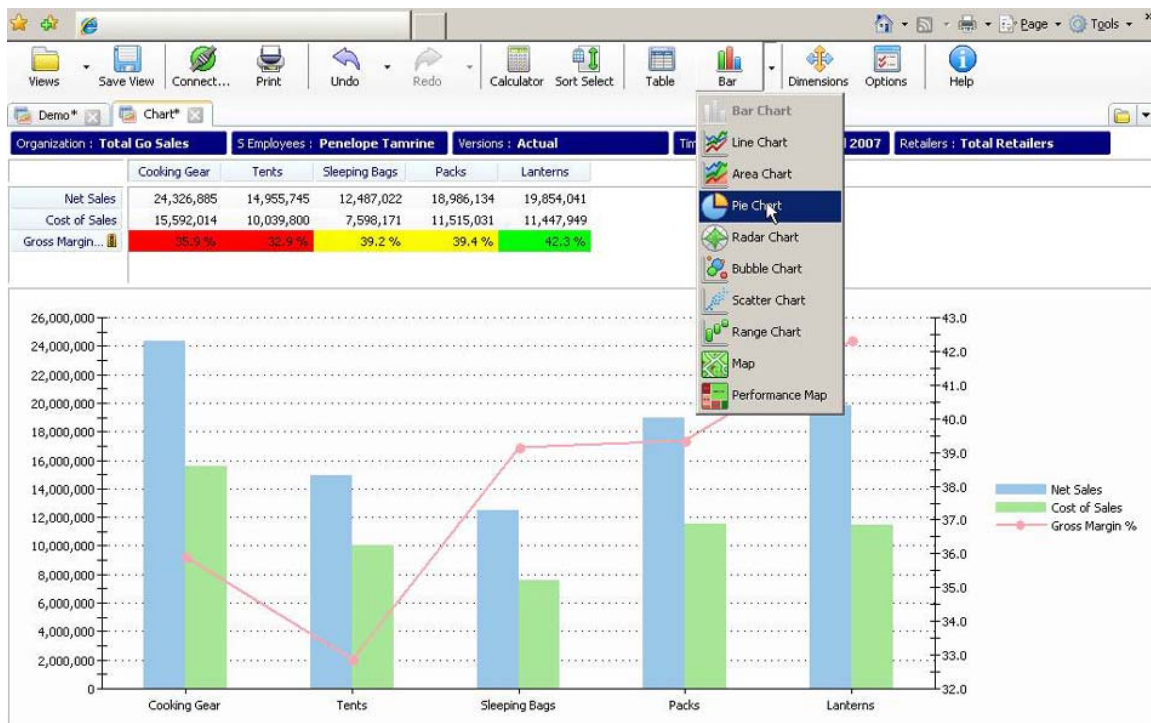 Page Tools
Views Save View Connect... Print Undo Redo Calculator Sort Select Table Bar Dimensions Options Help
Demo* Chart*
Organization : Total Go Sales S Employees : Penelope Tamrine Versions : Actual 2007 Retailers : Total Retailers
Cooking Gear Tents Sleeping Bags Packs Lanterns
Net Sales 24,326,885 14,955,745 12,487,022 18,986,134 19,854,041
Cost of Sales 15,592,014 10,039,800 7,598,171 11,515,031 11,447,949
Gross Margin... 35.9 % 32.9 % 39.2 % 39.4 % 42.3 %
Bar Chart
Line Chart
Area Chart
Pie Chart
Radar Chart
Bubble Chart
Scatter Chart
Range Chart
Map
Performance Map
26,000,000
24,000,000
22,000,000
20,000,000
18,000,000
16,000,000
14,000,000
12,000,000
10,000,000
8,000,000
6,000,000
4,000,000
2,000,000
0
43.0
42.0
41.0
40.0
39.0
38.0
37.0
36.0
35.0
34.0
33.0
32.0
Net Sales
Cost of Sales
Gross Margin %
Cooking Gear Tents Sleeping Bags Packs Lanterns